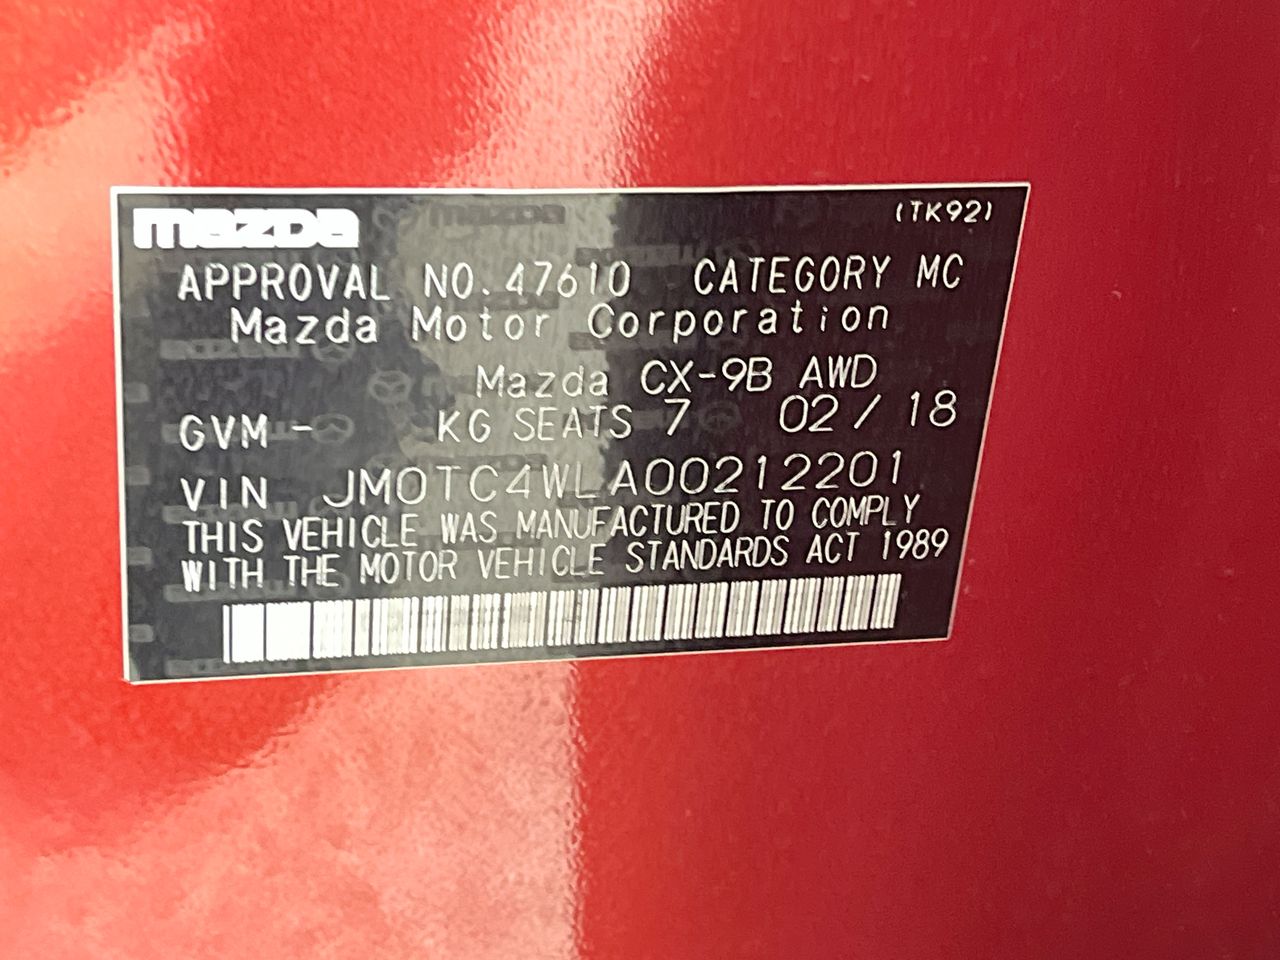 mazda (TK92)
APPROVAL NO. 47610 CATEGORY MC
Mazda Motor Corporation
Mazda CX-9B AWD
GVM - KG SEATS 7 02 / 18
VIN JM0TC4WLA00212201
THIS VEHICLE WAS MANUFACTURED TO COMPLY
WITH THE MOTOR VEHICLE STANDARDS ACT 1989